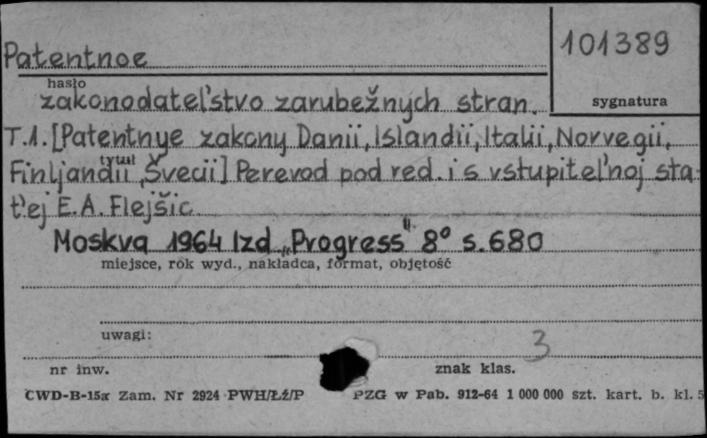 101389
Patentnoe
hasło
zakonodatel'stvo zarubežnych stran.
sygnatura
T.1. [Patentnye zakony Danii, Islandii, Italii, Norvegii,
tytuł
Finljandii, Švecii] Perevod pod red. i s vstupitel'noj sta-
t'ej E.A. Flejšic.
Moskva 1964 Izd. „Progress" 8° s. 680
miejsce, rok wyd., nakładca, format, objętość
uwagi:
3
nr inw.
znak klas.
CWD-B-15a Zam. Nr 2924 PWH/Łź/P
PZG w Pab. 912-64 1 000 000 szt. kart. b. kl. 5